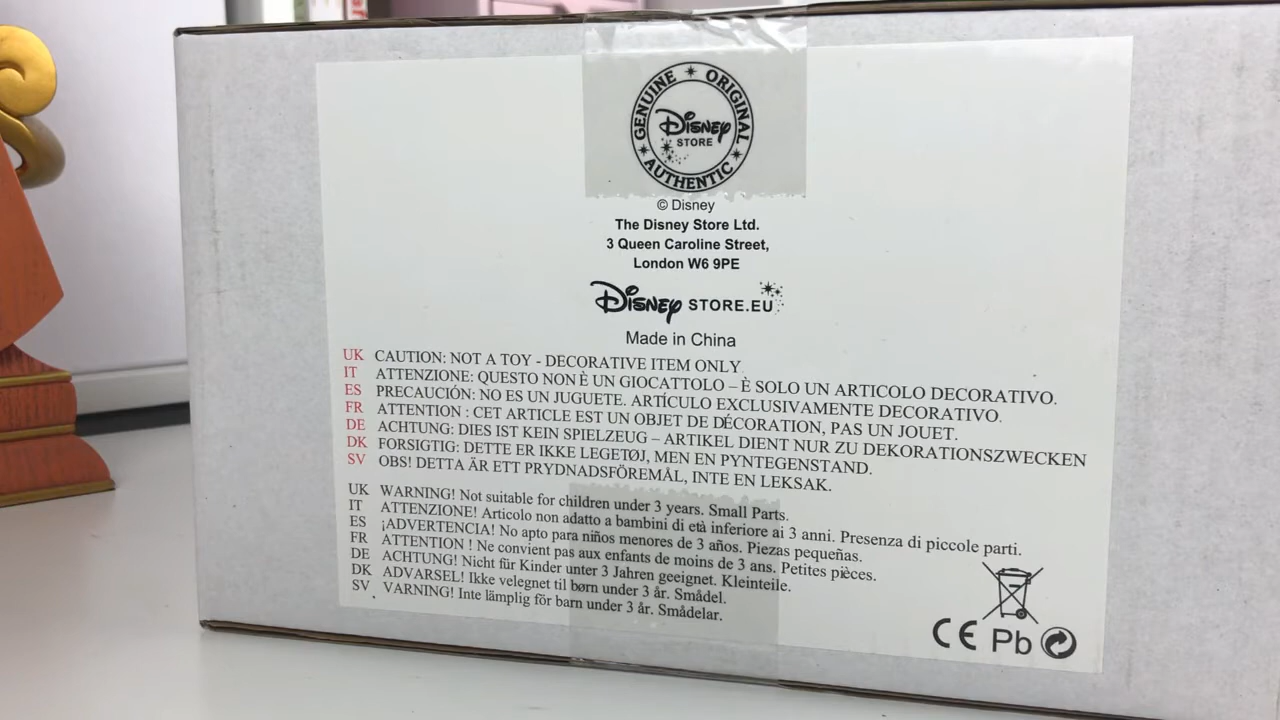 GENUINE ORIGINAL
Disney
STORE
AUTHENTIC
© Disney
The Disney Store Ltd.
3 Queen Caroline Street,
London W6 9PE
Disney STORE.EU
Made in China
UK CAUTION: NOT A TOY - DECORATIVE ITEM ONLY
IT ATTENZIONE: QUESTO NON È UN GIOCATTOLO – È SOLO UN ARTICOLO DECORATIVO.
ES PRECAUCIÓN: NO ES UN JUGUETE. ARTÍCULO EXCLUSIVAMENTE DECORATIVO.
FR ATTENTION : CET ARTICLE EST UN OBJET DE DÉCORATION, PAS UN JOUET.
DE ACHTUNG: DIES IST KEIN SPIELZEUG – ARTIKEL DIENT NUR ZU DEKORATIONSZWECKEN
DK FORSIGTIG: DETTE ER IKKE LEGETØJ, MEN EN PYNTEGENSTAND.
SV OBS! DETTA ÄR ETT PRYDNADSFÖREMÅL, INTE EN LEKSAK.
UK WARNING! Not suitable for children under 3 years. Small Parts.
IT ATTENZIONE! Articolo non adatto a bambini di età inferiore ai 3 anni. Presenza di piccole parti.
ES ¡ADVERTENCIA! No apto para niños menores de 3 años. Piezas pequeñas.
FR ATTENTION ! Ne convient pas aux enfants de moins de 3 ans. Petites pièces.
DE ACHTUNG! Nicht für Kinder unter 3 Jahren geeignet. Kleinteile.
DK ADVARSEL! Ikke velegnet til børn under 3 år. Smådel.
SV. VARNING! Inte lämplig för barn under 3 år. Smådelar.
CE Pb